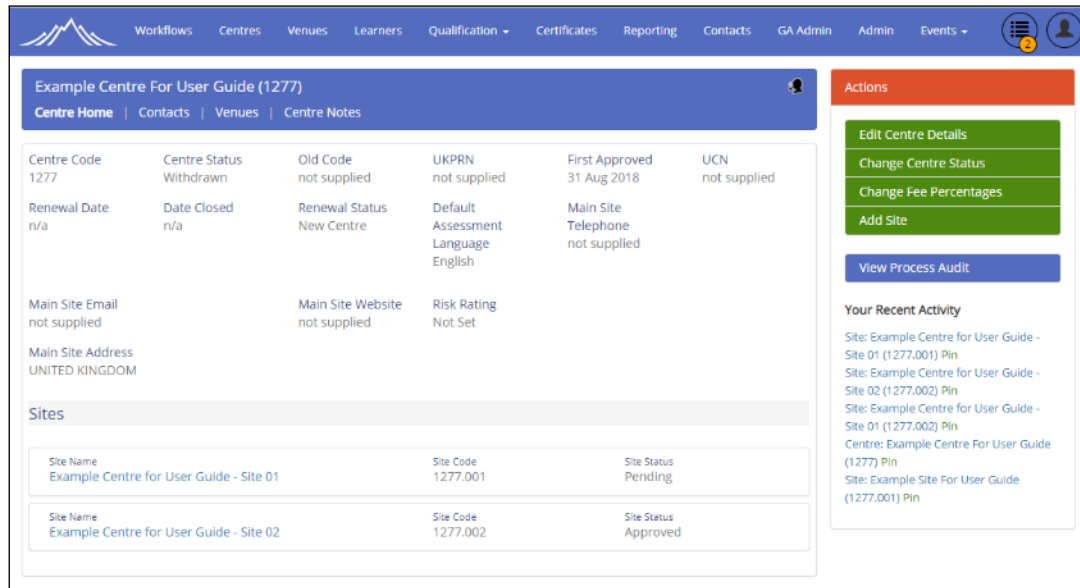 Workflows Centres Venues Learners Qualification Certificates Reporting Contacts GA Admin Admin Events
2
Example Centre For User Guide (1277)
Centre Home | Contacts | Venues | Centre Notes
Centre Code Centre Status Old Code UKPRN First Approved UCN
1277 Withdrawn not supplied not supplied 31 Aug 2018 not supplied
Renewal Date Date Closed Renewal Status Default Main Site
n/a n/a New Centre Assessment Telephone
Language not supplied
English
Main Site Email Main Site Website Risk Rating
not supplied not supplied Not Set
Main Site Address
UNITED KINGDOM
Sites
Site Name Site Code Site Status
Example Centre for User Guide - Site 01 1277.001 Pending
Site Name Site Code Site Status
Example Centre for User Guide - Site 02 1277.002 Approved
Actions
Edit Centre Details
Change Centre Status
Change Fee Percentages
Add Site
View Process Audit
Your Recent Activity
Site: Example Centre for User Guide -
Site 01 (1277.001) Pin
Site: Example Centre for User Guide -
Site 02 (1277.002) Pin
Site: Example Centre for User Guide -
Site 01 (1277.002) Pin
Centre: Example Centre For User Guide
(1277) Pin
Site: Example Site For User Guide
(1277.001) Pin